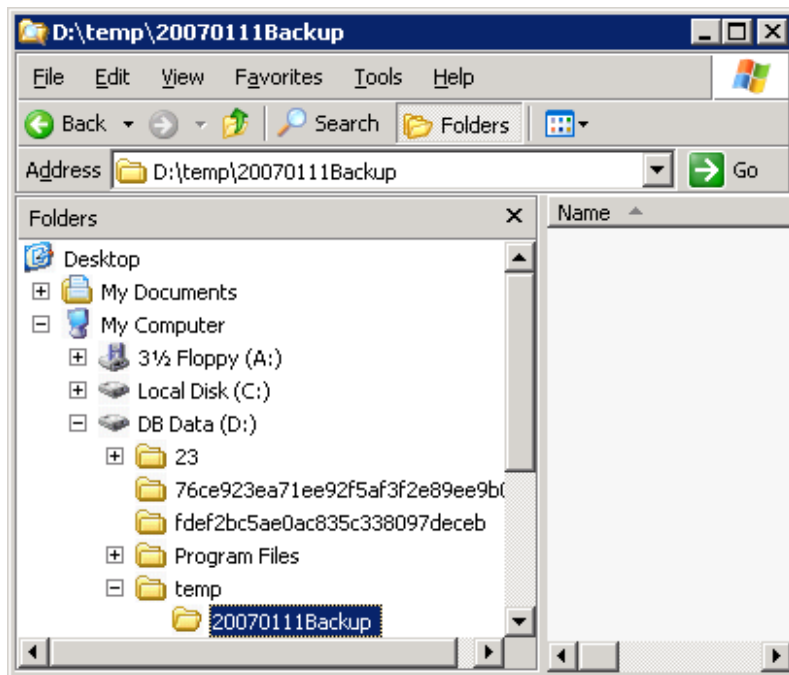 D:\temp\20070111Backup
File Edit View Favorites Tools Help
Back Search Folders
Address D:\temp\20070111Backup Go
Folders
Name
Desktop
My Documents
My Computer
3½ Floppy (A:)
Local Disk (C:)
DB Data (D:)
23
76ce923ea71ee92f5af3f2e89ee9b0
fdef2bc5ae0ac835c338097deceb
Program Files
temp
20070111Backup